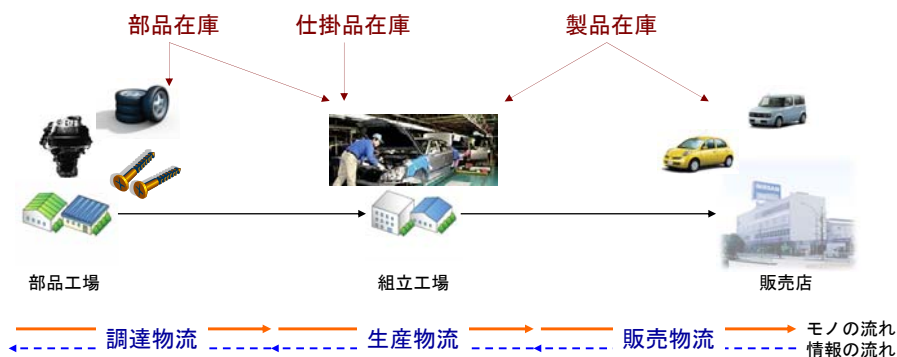 部品在庫 仕掛品在庫 製品在庫
NISSAN
部品工場 組立工場 販売店
調達物流 生産物流 販売物流 モノの流れ
情報の流れ